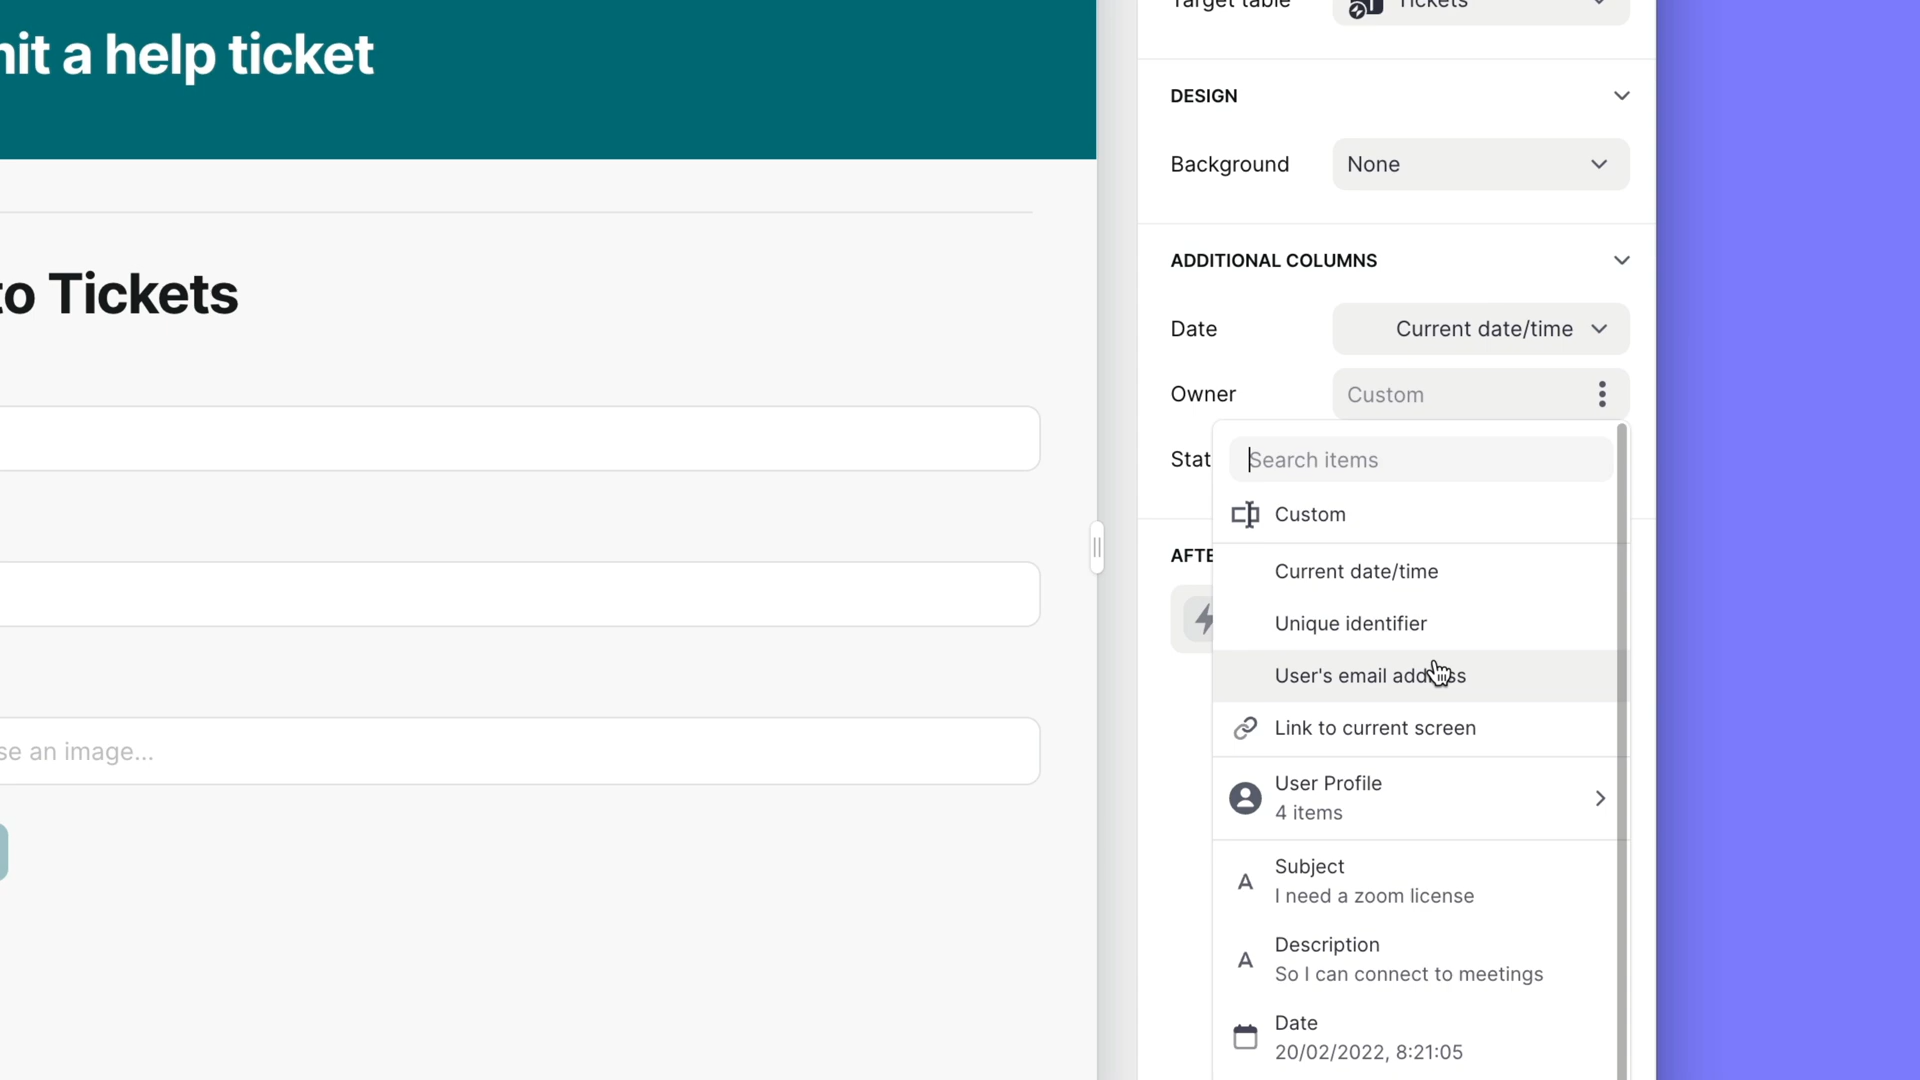 Target table
Tickets
mit a help ticket
DESIGN
Background
None
ADDITIONAL COLUMNS
to Tickets
Date
Current date/time
Owner
Custom
Stat
Search items
Custom
AFTE
Current date/time
Unique identifier
User's email address
Link to current screen
se an image...
User Profile
4 items
Subject
I need a zoom license
Description
So I can connect to meetings
Date
20/02/2022, 8:21:05